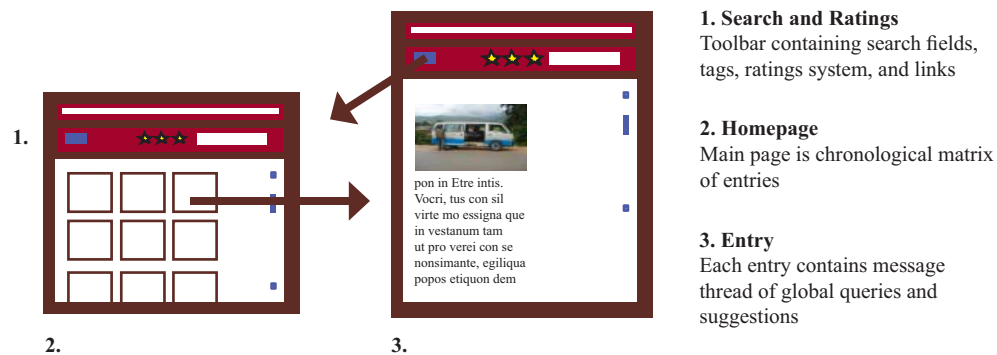 1.
2.
pon in Etre intis.
Vocri, tus con sil
virte mo essigna que
in vestanum tam
ut pro verei con se
nonsimante, egiliqua
popos etiquon dem
3.
1. Search and Ratings
Toolbar containing search fields,
tags, ratings system, and links
2. Homepage
Main page is chronological matrix
of entries
3. Entry
Each entry contains message
thread of global queries and
suggestions